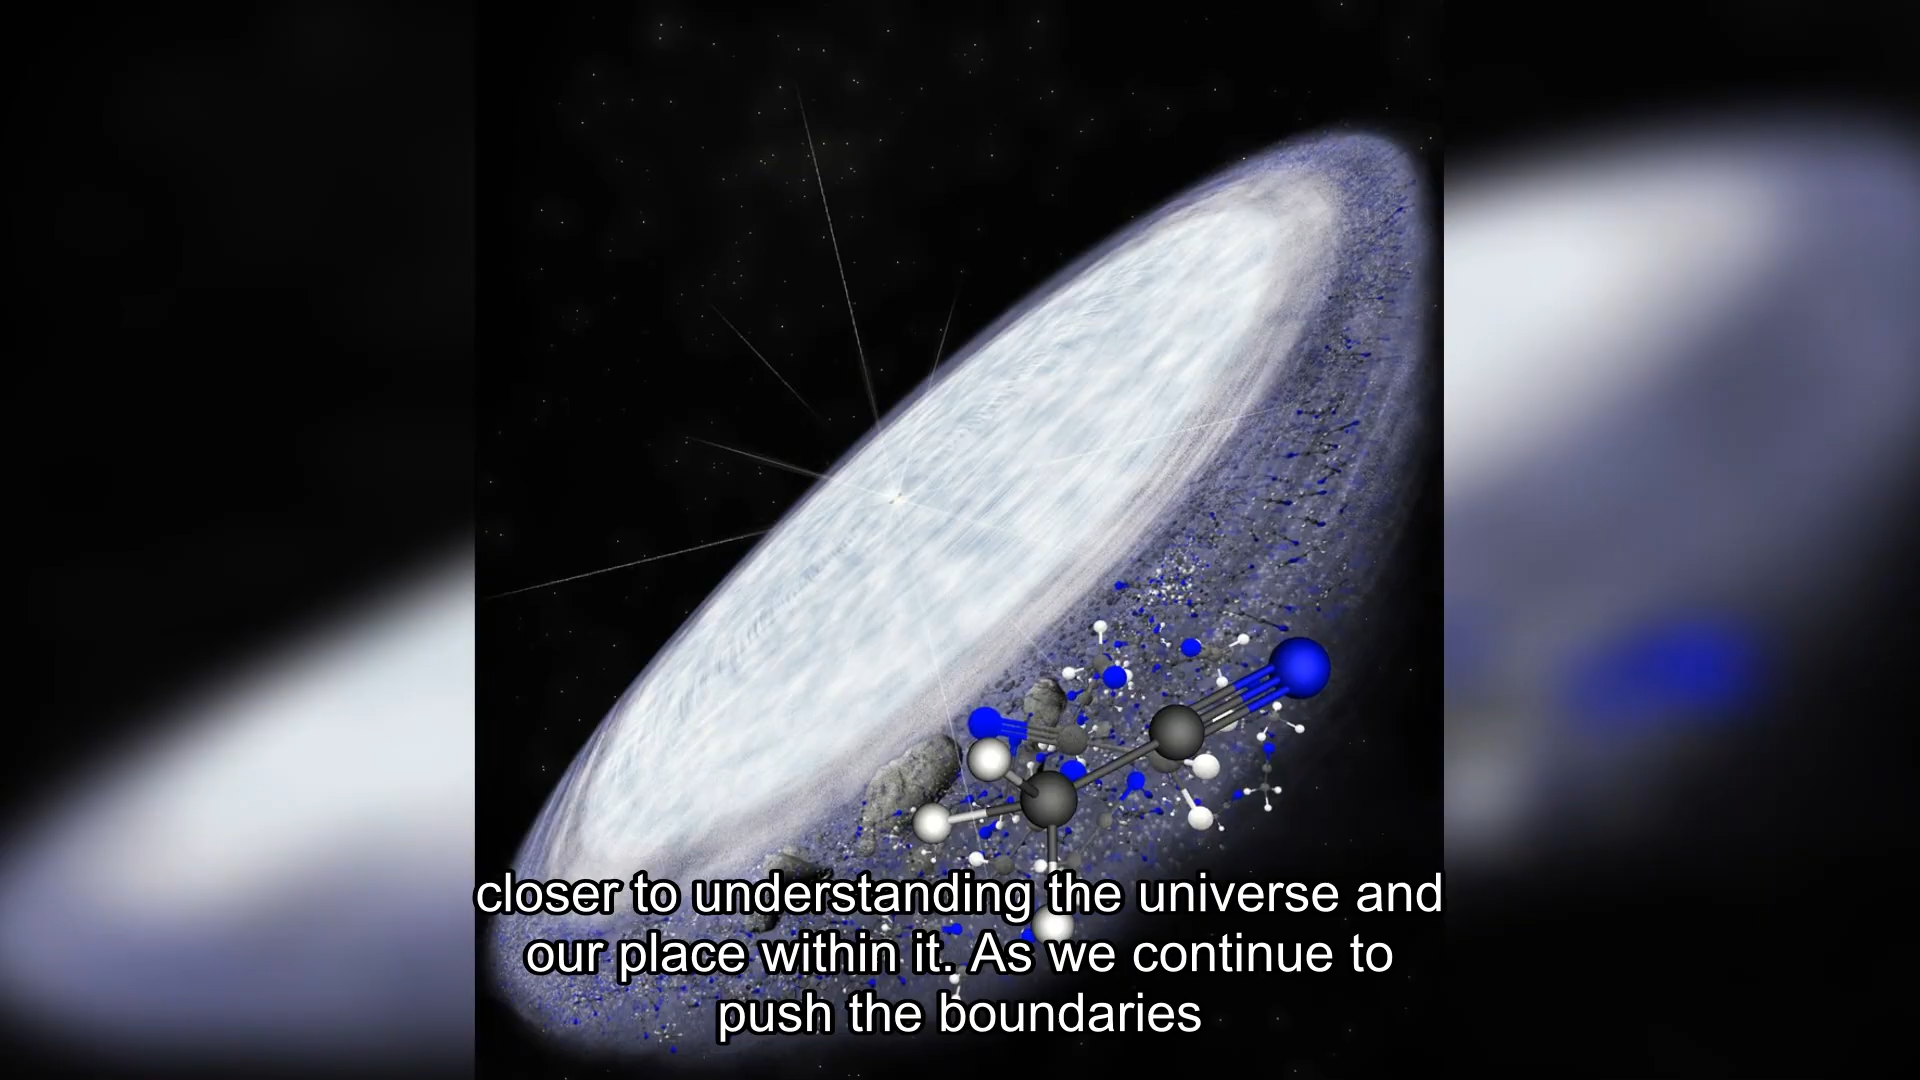 closer to understanding the universe and
our place within it. As we continue to
push the boundaries